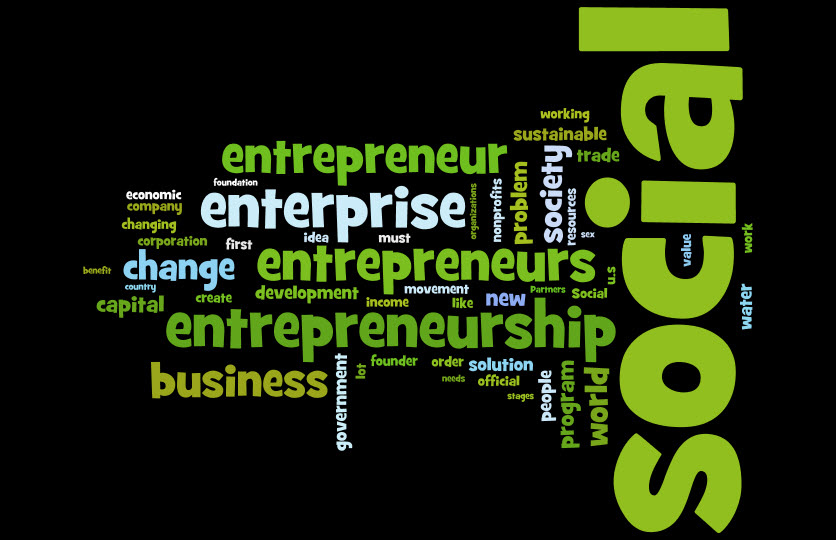 social
working
sustainable
entrepreneur
society
trade
problem
foundation
nonprofits
organizations
economic
enterprise
resources
company
changing
idea
must
sex
corporation
first
value
work
change
entrepreneurs
benefit
u.s
country
movement
Partners
water
capital
create
development
income
like
new
Social
entrepreneurship
business
government
lot
founder
order
solution
needs
official
stages
people
program
world